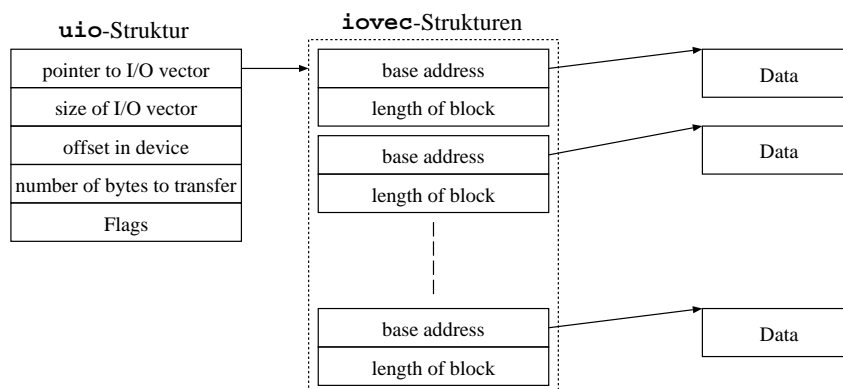 uio-Struktur
pointer to I/O vector
size of I/O vector
offset in device
number of bytes to transfer
Flags
iovec-Strukturen
base address
length of block
base address
length of block
base address
length of block
Data
Data
Data